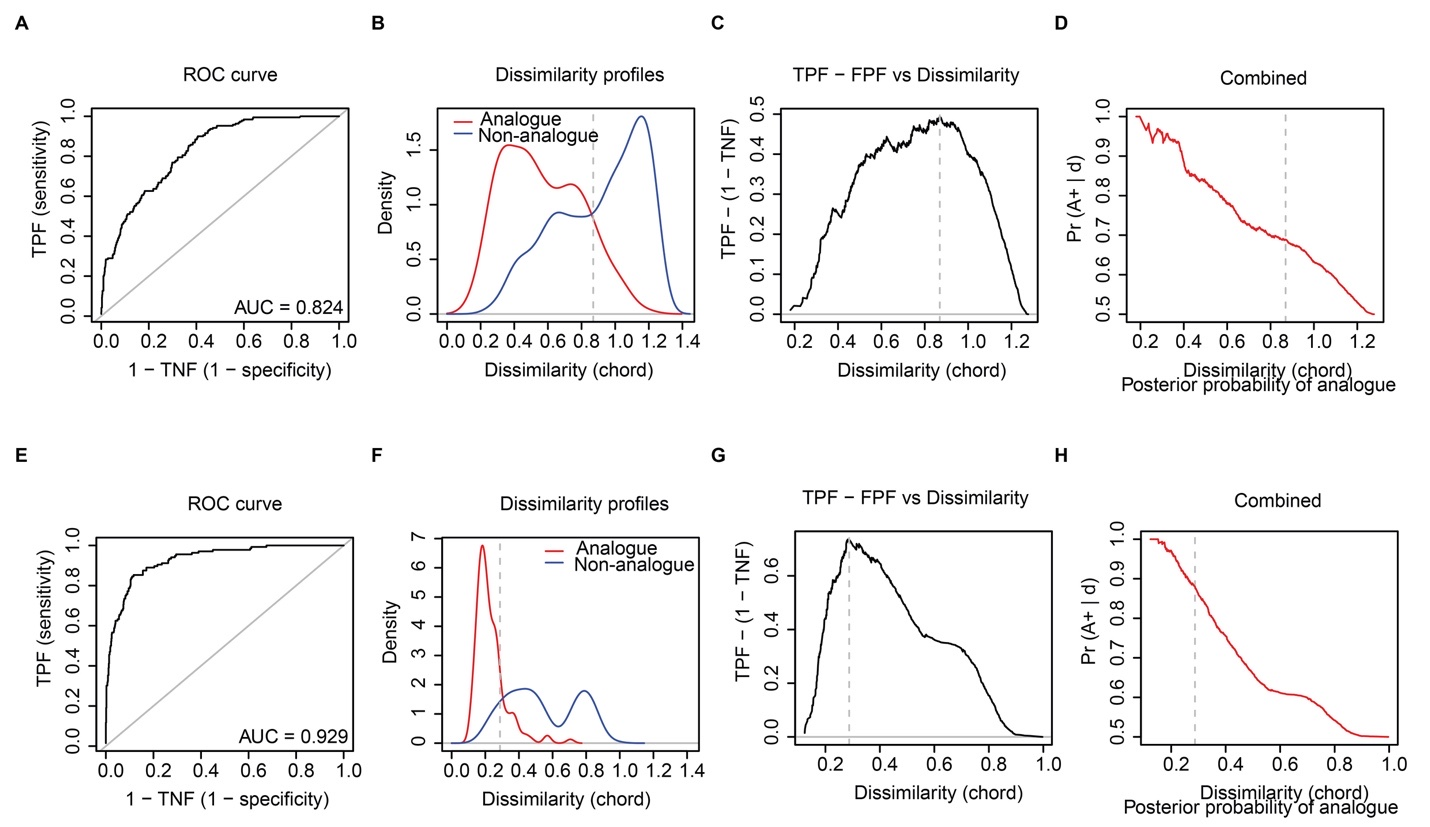 A
ROC curve
TPF (sensitivity)
0.0 0.2 0.4 0.6 0.8 1.0
AUC = 0.824
0.0 0.2 0.4 0.6 0.8 1.0
1 − TNF (1 − specificity)
B
Dissimilarity profiles
Analogue
Non-analogue
Density
0.0 0.5 1.0 1.5
0.0 0.2 0.4 0.6 0.8 1.0 1.2 1.4
Dissimilarity (chord)
C
TPF − FPF vs Dissimilarity
TPF − (1 − TNF)
0.0 0.1 0.2 0.3 0.4 0.5
0.2 0.4 0.6 0.8 1.0 1.2
Dissimilarity (chord)
D
Combined
Pr (A+ | d)
0.5 0.6 0.7 0.8 0.9 1.0
0.2 0.4 0.6 0.8 1.0 1.2
Dissimilarity (chord)
Posterior probability of analogue
E
ROC curve
TPF (sensitivity)
0.0 0.2 0.4 0.6 0.8 1.0
AUC = 0.929
0.0 0.2 0.4 0.6 0.8 1.0
1 − TNF (1 − specificity)
F
Dissimilarity profiles
Analogue
Non-analogue
Density
0 1 2 3 4 5 6 7
0.0 0.2 0.4 0.6 0.8 1.0 1.2 1.4
Dissimilarity (chord)
G
TPF − FPF vs Dissimilarity
TPF − (1 − TNF)
0.0 0.2 0.4 0.6
0.2 0.4 0.6 0.8 1.0
Dissimilarity (chord)
H
Combined
Pr (A+ | d)
0.5 0.6 0.7 0.8 0.9 1.0
0.2 0.4 0.6 0.8 1.0
Dissimilarity (chord)
Posterior probability of analogue